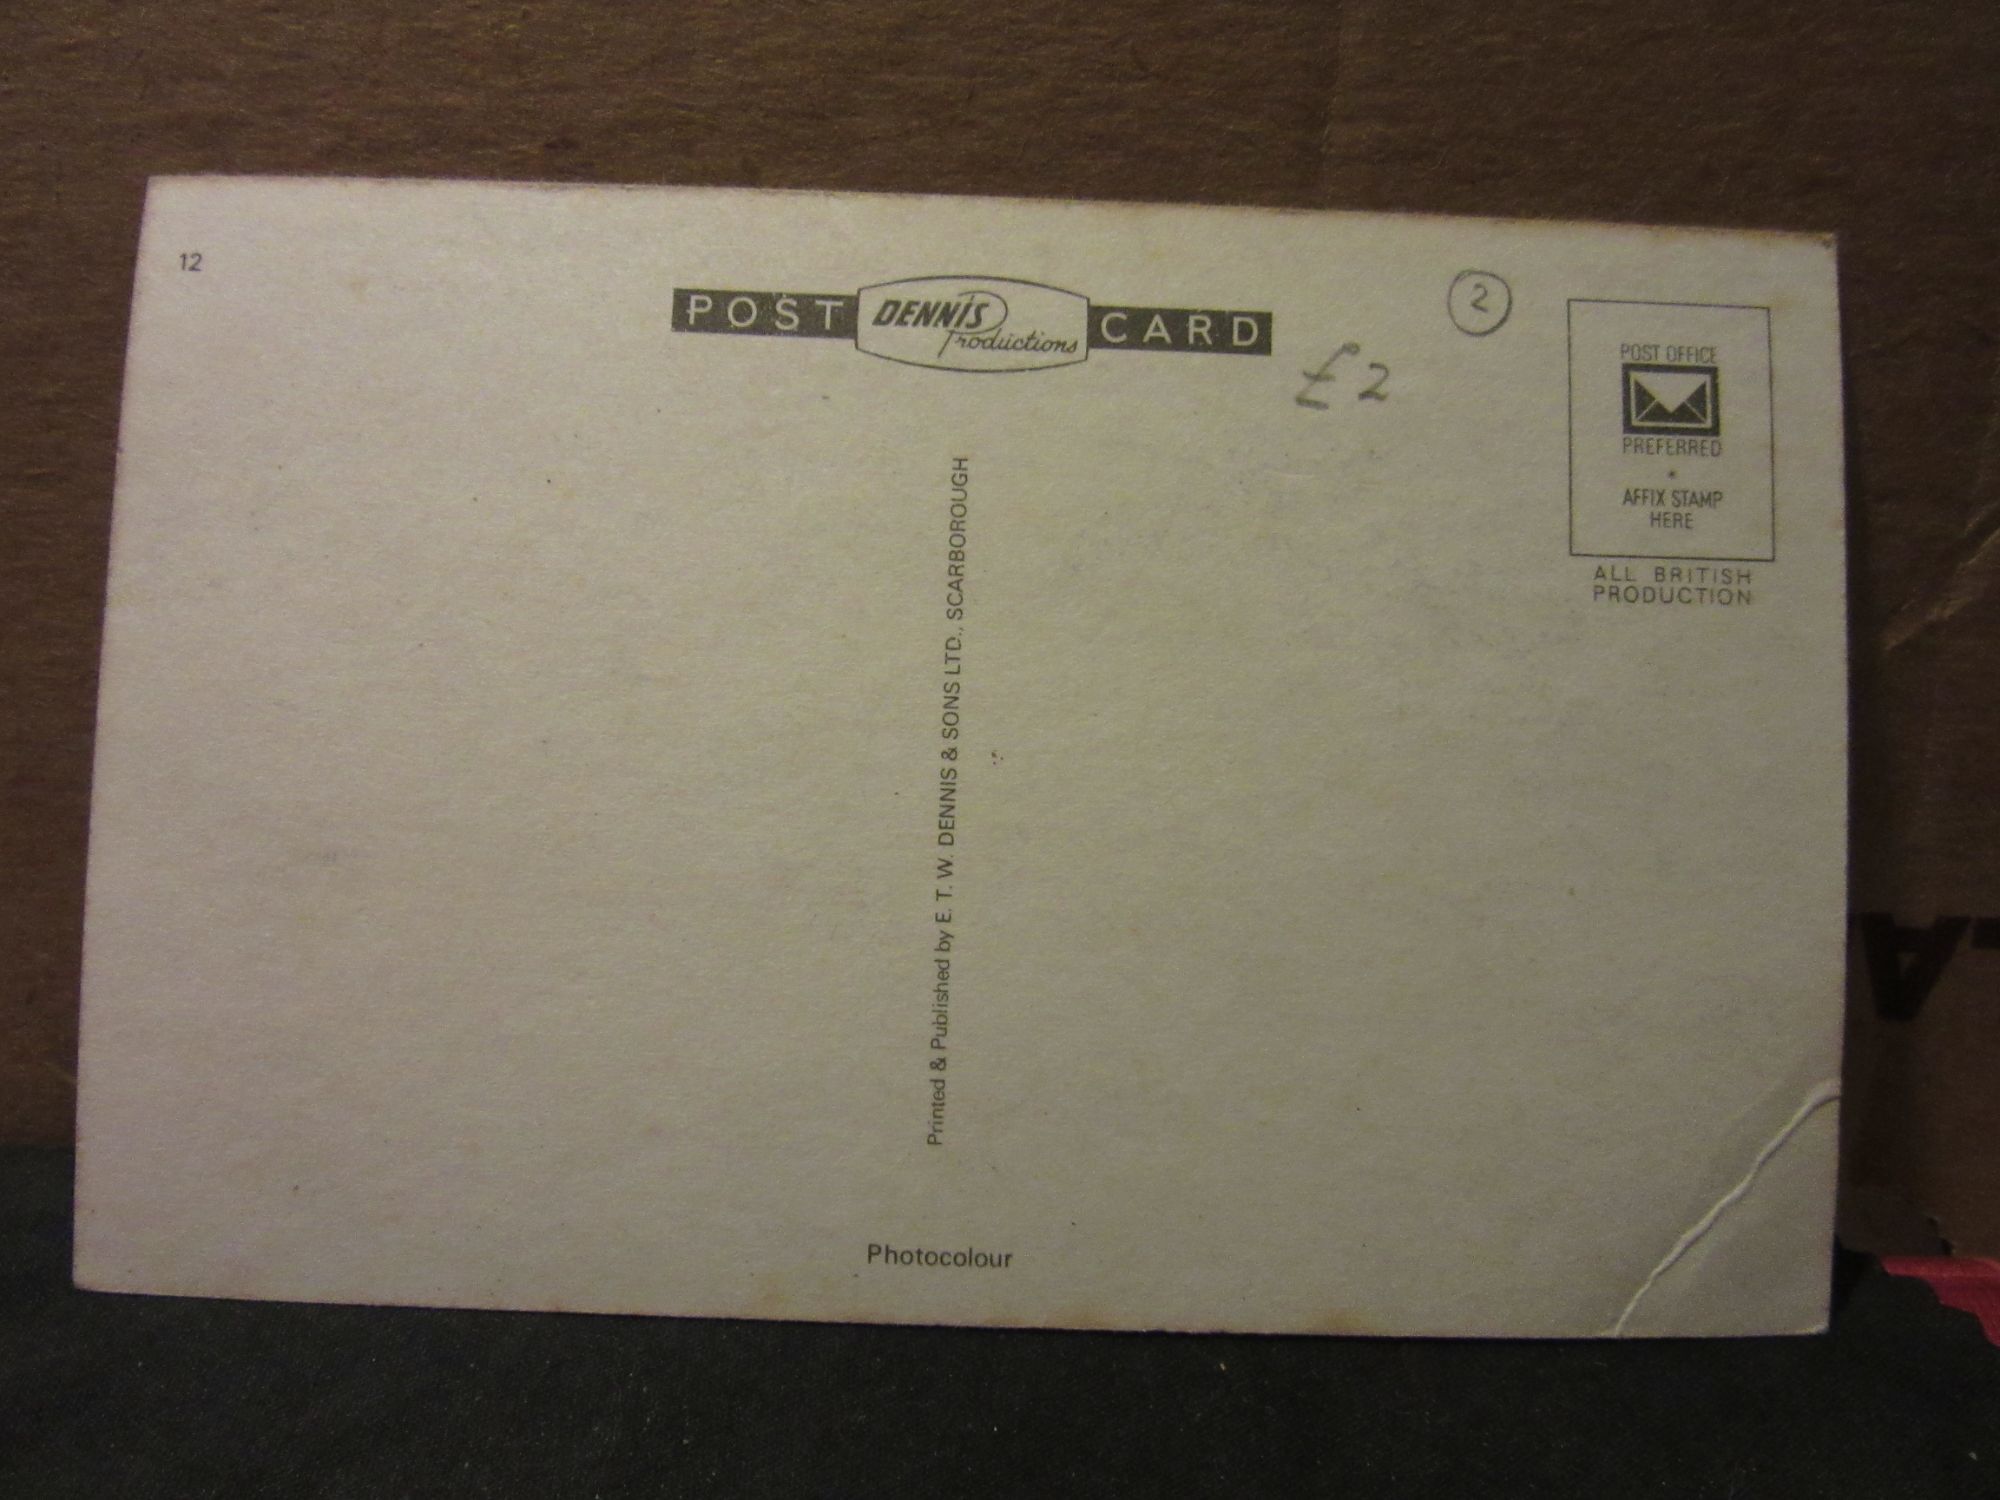 12
POST DENNIS Productions CARD
2
£2
POST OFFICE
PREFERRED
*
AFFIX STAMP
HERE
ALL BRITISH
PRODUCTION
Printed & Published by E. T. W. DENNIS & SONS LTD., SCARBOROUGH
Photocolour